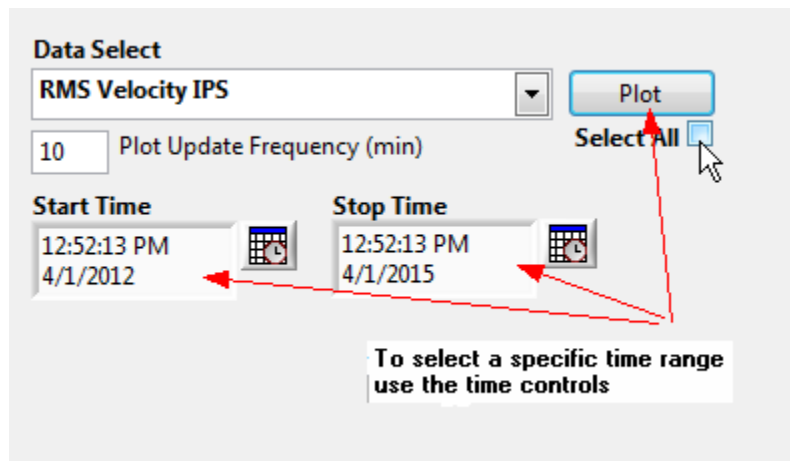 Data Select
RMS Velocity IPS
Plot
10 Plot Update Frequency (min)
Select All
Start Time
Stop Time
12:52:13 PM
4/1/2012
12:52:13 PM
4/1/2015
To select a specific time range
use the time controls